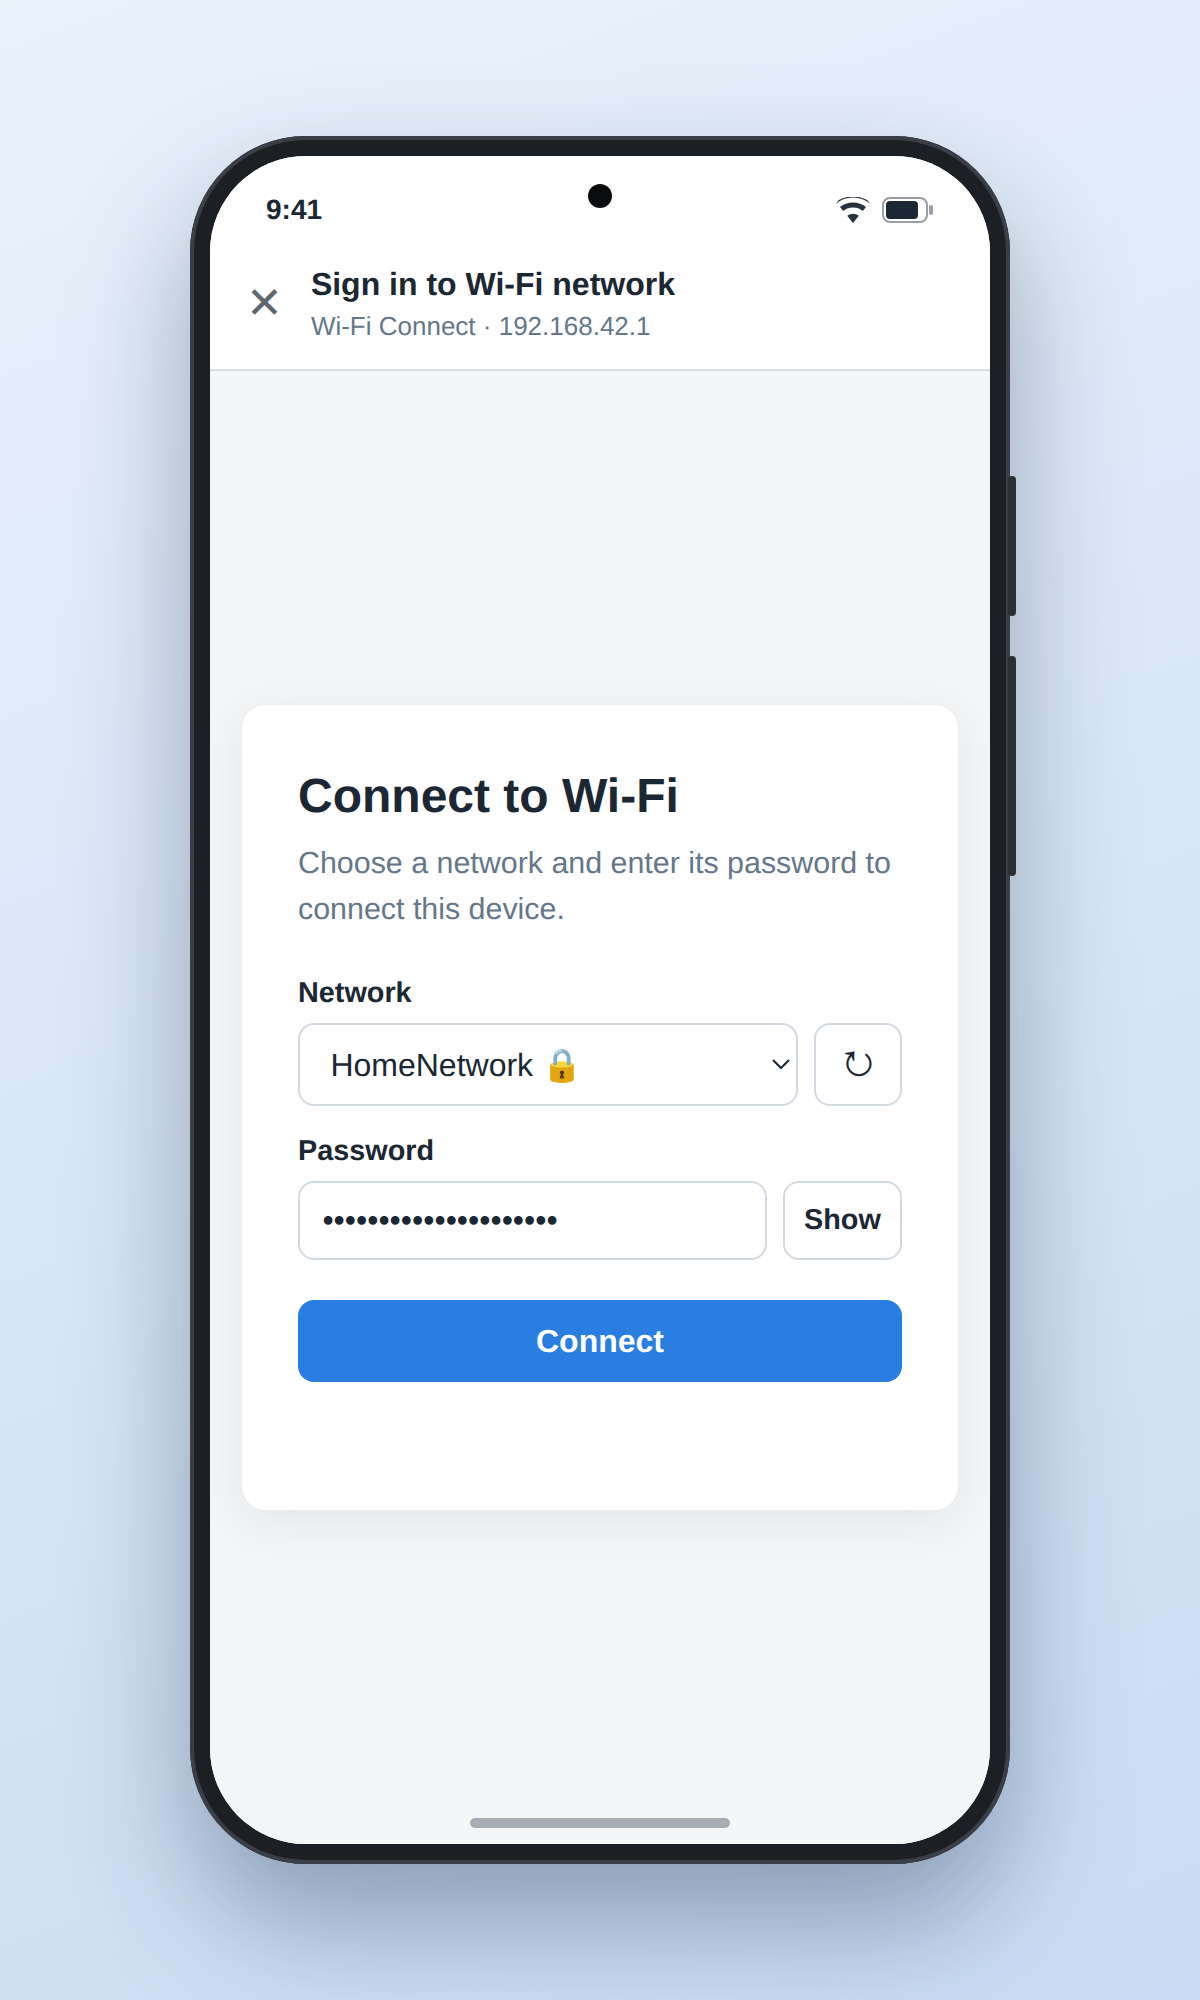 9:41
Sign in to Wi-Fi network
Wi-Fi Connect · 192.168.42.1
Connect to Wi-Fi
Choose a network and enter its password to
connect this device.
Network
HomeNetwork 🔒
Password
•••••••••••••••••••••
Show
Connect